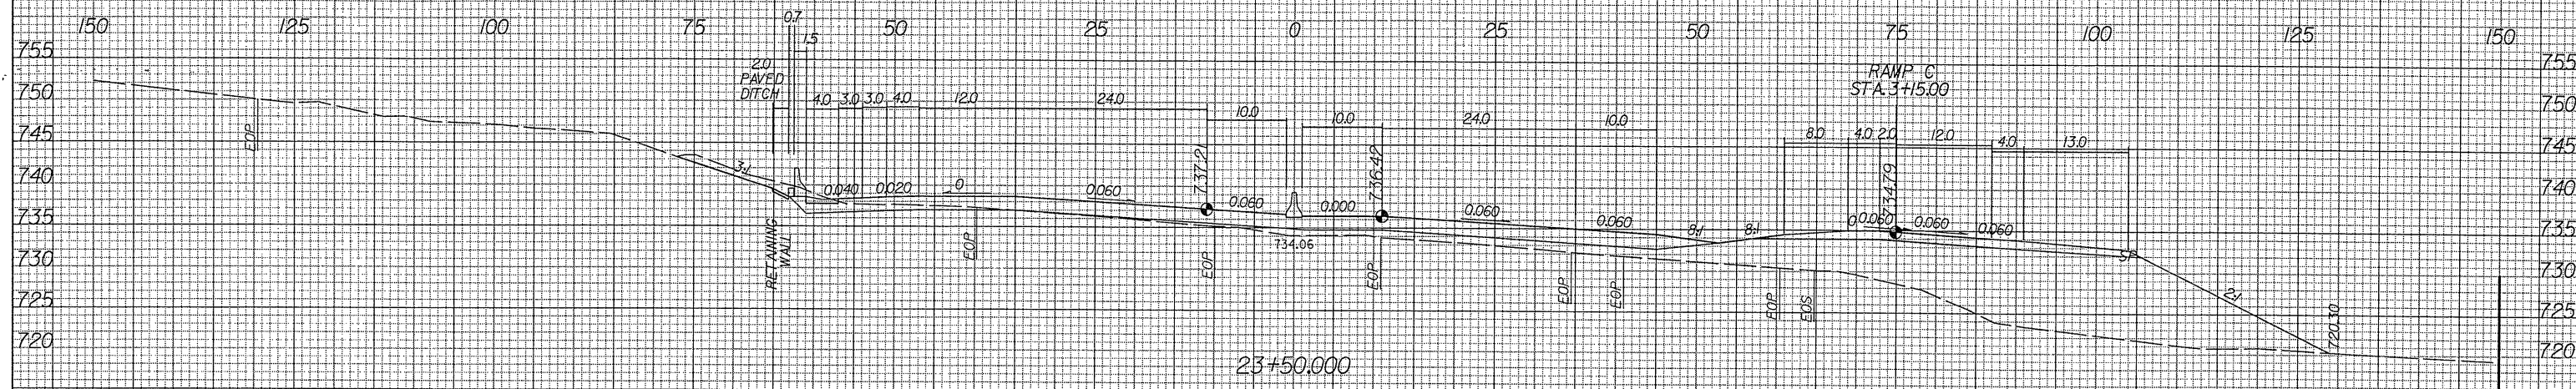 150 125 100 75 50 25 0 25 50 75 100 125 150
0.7
1.5
755 755
2.0
PAVED
DITCH
RAMP C
STA. 3+15.00
750 750
4.0 3.0 3.0 4.0 12.0 24.0
10.0 10.0 24.0 10.0
8.0 4.0 2.0 12.0 4.0 13.0
745 745
EOP
737.21
736.42
734.79
740 740
3:1
0.040 0.020 0 0.060 0.060 0.000 0.060 0.060 8:1 8:1 0 0.060 0.060 0.060
735 735
734.06
RETAINING
WALL
EOP
EOP
EOP
EOP
EOP
EOP
EOS
SP
730 730
2:1
725 725
720.30
720 720
23+50.000